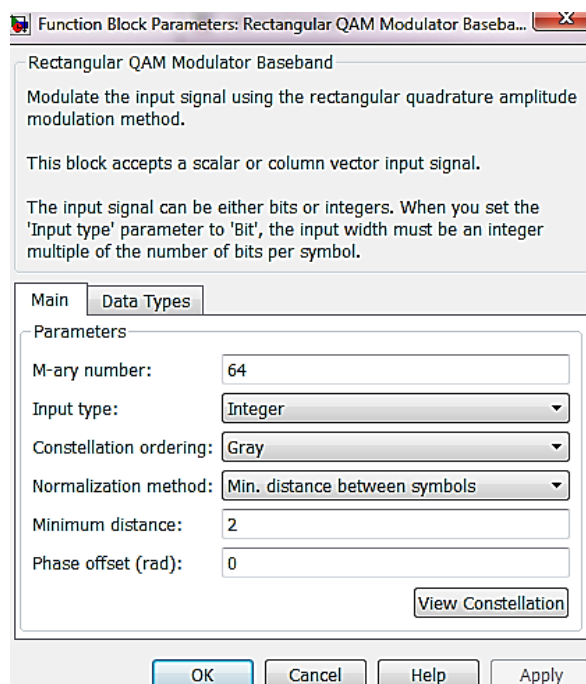 Function Block Parameters: Rectangular QAM Modulator Baseba...
Rectangular QAM Modulator Baseband
Modulate the input signal using the rectangular quadrature amplitude
modulation method.
This block accepts a scalar or column vector input signal.
The input signal can be either bits or integers. When you set the
'Input type' parameter to 'Bit', the input width must be an integer
multiple of the number of bits per symbol.
Main Data Types
Parameters
M-ary number: 64
Input type: Integer
Constellation ordering: Gray
Normalization method: Min. distance between symbols
Minimum distance: 2
Phase offset (rad): 0
View Constellation
OK Cancel Help Apply